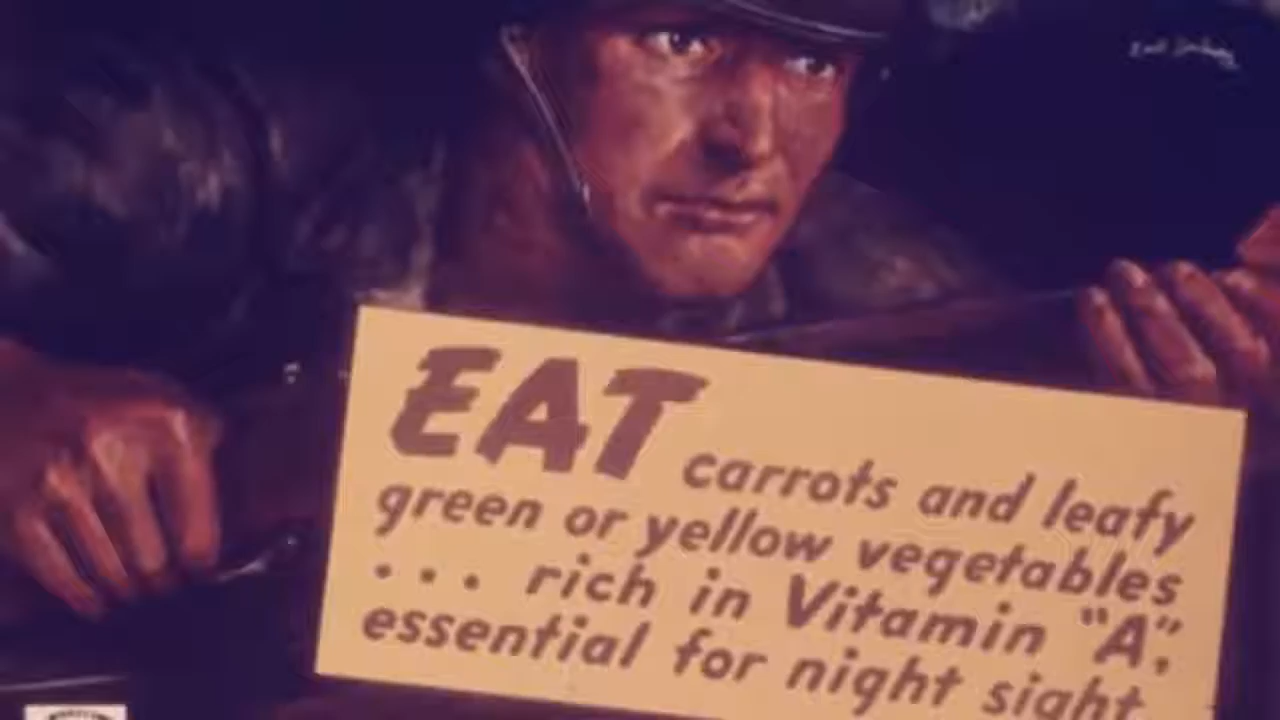 EAT carrots and leafy
green or yellow vegetables
... rich in Vitamin "A",
essential for night sight.